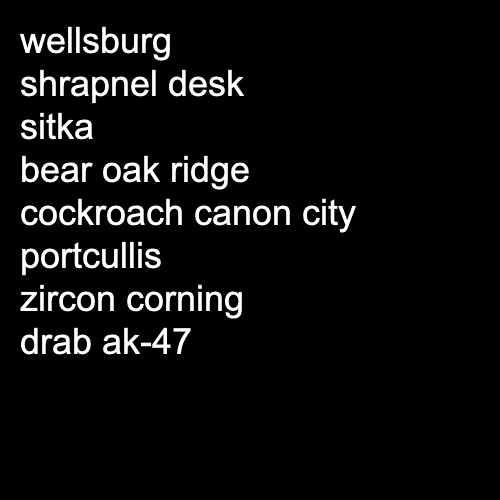 wellsburg
shrapnel desk
sitka
bear oak ridge
cockroach canon city
portcullis
zircon corning
drab ak-47